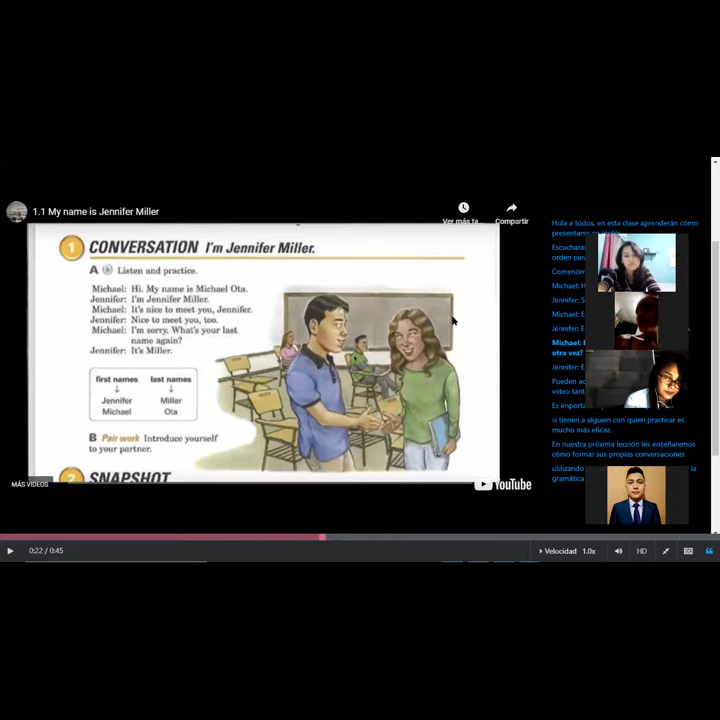 1.1 My name is Jennifer Miller
Ver más ta...
Compartir
1 CONVERSATION I'm Jennifer Miller.
A Listen and practice.
Michael: Hi. My name is Michael Ota.
Jennifer: I'm Jennifer Miller.
Michael: It's nice to meet you, Jennifer.
Jennifer: Nice to meet you, too.
Michael: I'm sorry. What's your last
name again?
Jennifer: It's Miller.
first names last names
Jennifer Miller
Michael Ota
B Pair work Introduce yourself
to your partner.
2 SNAPSHOT
MÁS VIDEOS
YouTube
0:22 / 0:45
Velocidad 1.0x
HD
Hola a todos, en esta clase aprenderán cómo
presentarse en
Escuchará
orden para
Comenzer
Michael: H
Jennifer: S
Michael: E
Jennifer: E
Michael: I
otra vez?
Jennifer: E
Pueden ac
video tant
Es import
si tienen a alguien con quien practicar es
mucho más eficaz.
En nuestra próxima lección les enseñaremos
cómo formar sus propias conversaciones
utilizando la
gramática